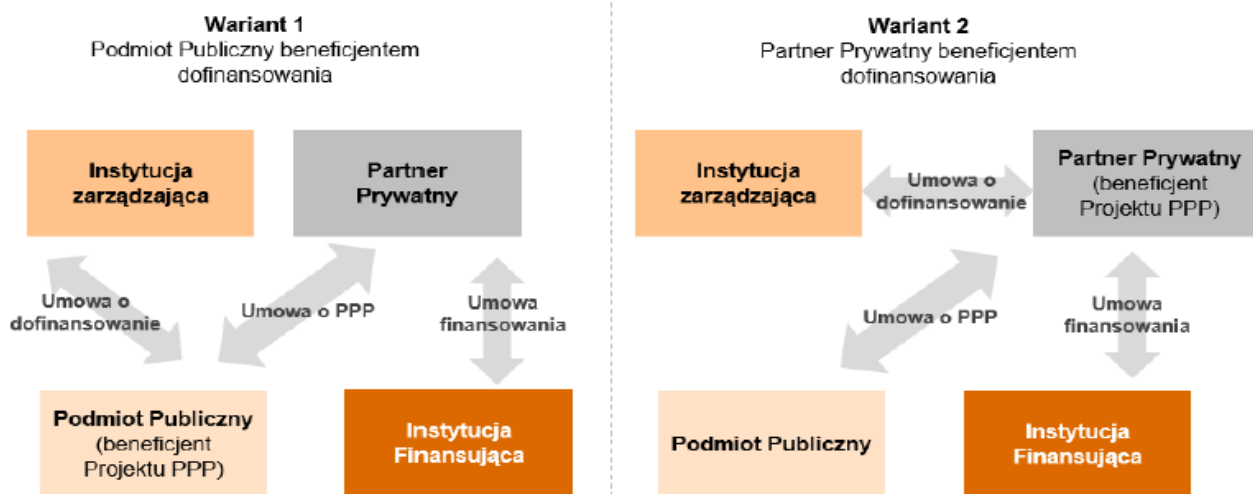 Wariant 1
Podmiot Publiczny beneficjentem
dofinansowania
Instytucja
zarządzająca
Partner
Prywatny
Umowa o
dofinansowanie
Umowa o PPP
Umowa
finansowania
Podmiot Publiczny
(beneficjent
Projektu PPP)
Instytucja
Finansująca
Wariant 2
Partner Prywatny beneficjentem
dofinansowania
Instytucja
zarządzająca
Umowa o
dofinansowanie
Partner Prywatny
(beneficjent
Projektu PPP)
Umowa o PPP
Umowa
finansowania
Podmiot Publiczny
Instytucja
Finansująca